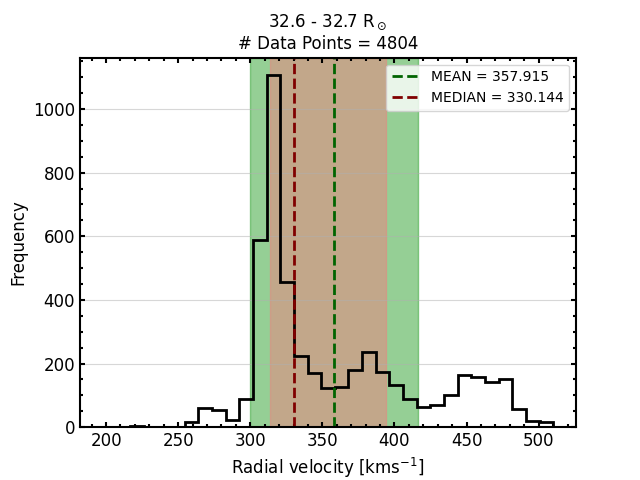 32.6 - 32.7 R⊙
# Data Points = 4804
MEAN = 357.915
MEDIAN = 330.144
Frequency
1000
800
600
400
200
0
200 250 300 350 400 450 500
Radial velocity [kms⁻¹]